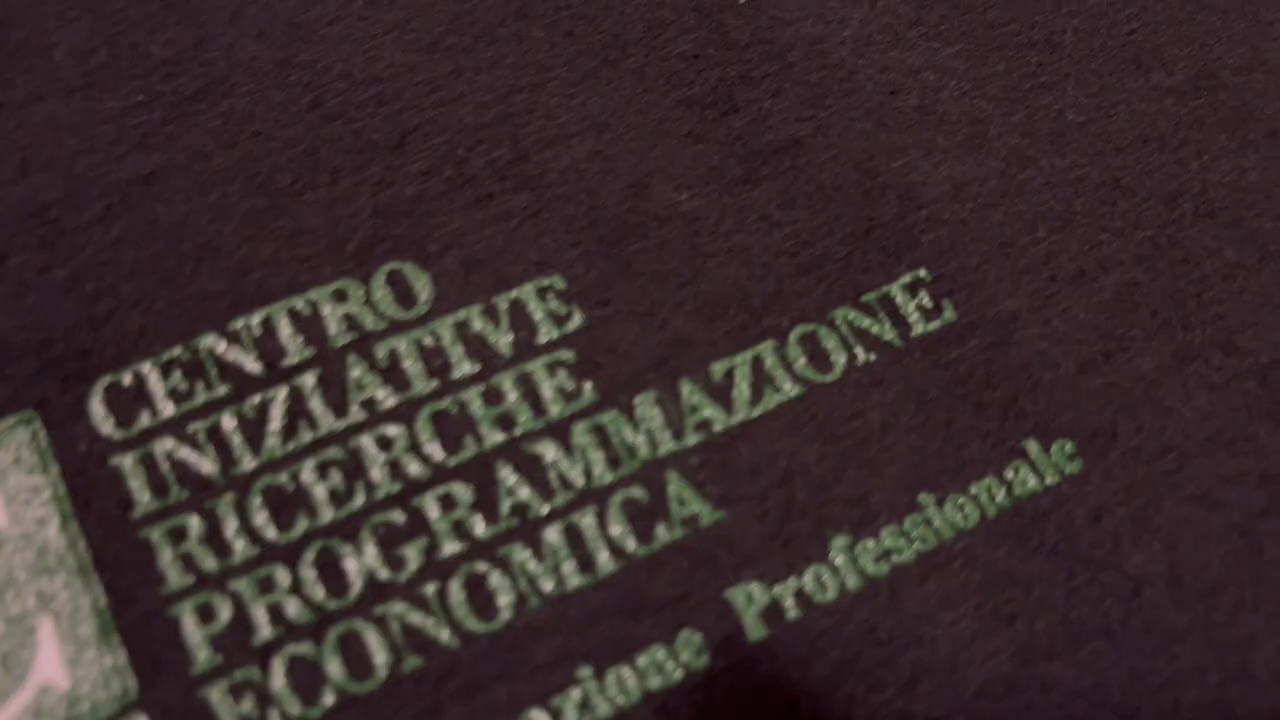 CENTRO
INIZIATIVE
RICERCHE
PROGRAMMAZIONE
ECONOMICA
Professionale